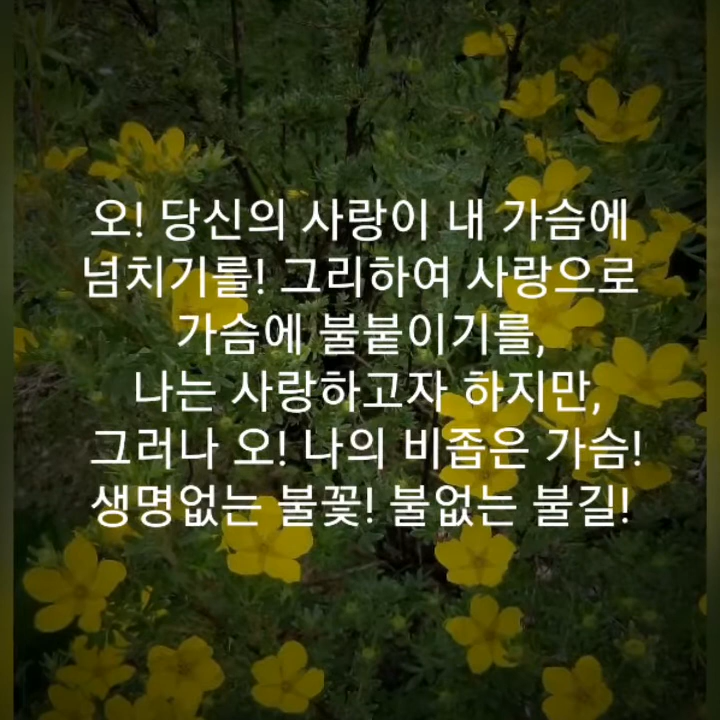 오! 당신의 사랑이 내 가슴에
넘치기를! 그리하여 사랑으로
가슴에 불붙이기를,
나는 사랑하고자 하지만,
그러나 오! 나의 비좁은 가슴!
생명없는 불꽃! 불없는 불길!